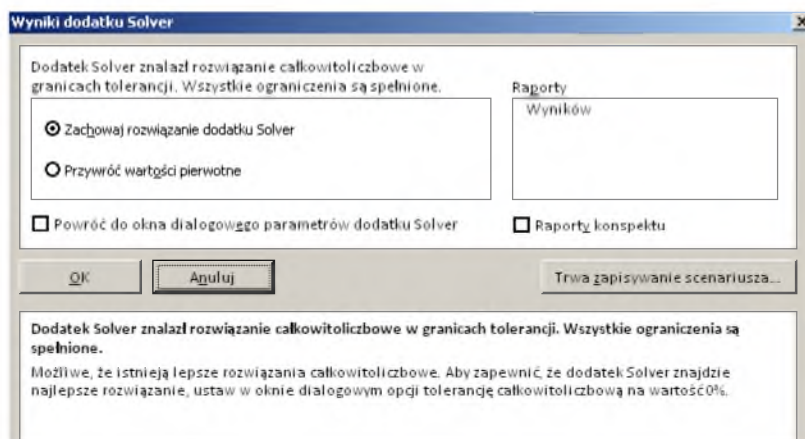 Wyniki dodatku Solver
Dodatek Solver znalazł rozwiązanie całkowitoliczbowe w
granicach tolerancji. Wszystkie ograniczenia są spełnione.
Zachowaj rozwiązanie dodatku Solver
Przywróć wartości pierwotne
Powróć do okna dialogowego parametrów dodatku Solver
Raporty
Wyników
Raporty konspektu
OK
Anuluj
Trwa zapisywanie scenariusza...
Dodatek Solver znalazł rozwiązanie całkowitoliczbowe w granicach tolerancji. Wszystkie ograniczenia są
spełnione.
Możliwe, że istnieją lepsze rozwiązania całkowitoliczbowe. Aby zapewnić, że dodatek Solver znajdzie
najlepsze rozwiązanie, ustaw w oknie dialogowym opcji tolerancję całkowitoliczbową na wartość 0%.